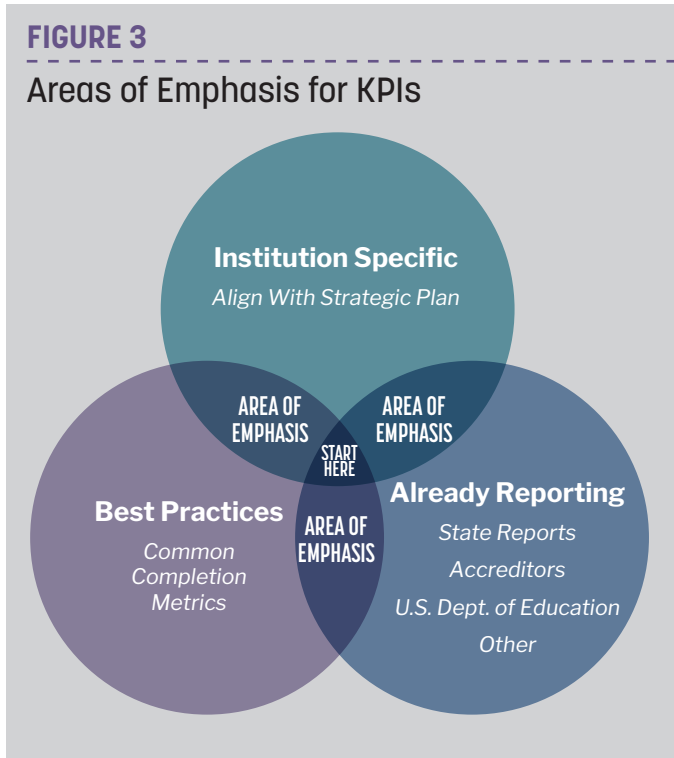 FIGURE 3
Areas of Emphasis for KPIs
Institution Specific
Align With Strategic Plan
AREA OF
EMPHASIS
AREA OF
EMPHASIS
START
HERE
Best Practices
Common
Completion
Metrics
AREA OF
EMPHASIS
Already Reporting
State Reports
Accreditors
U.S. Dept. of Education
Other